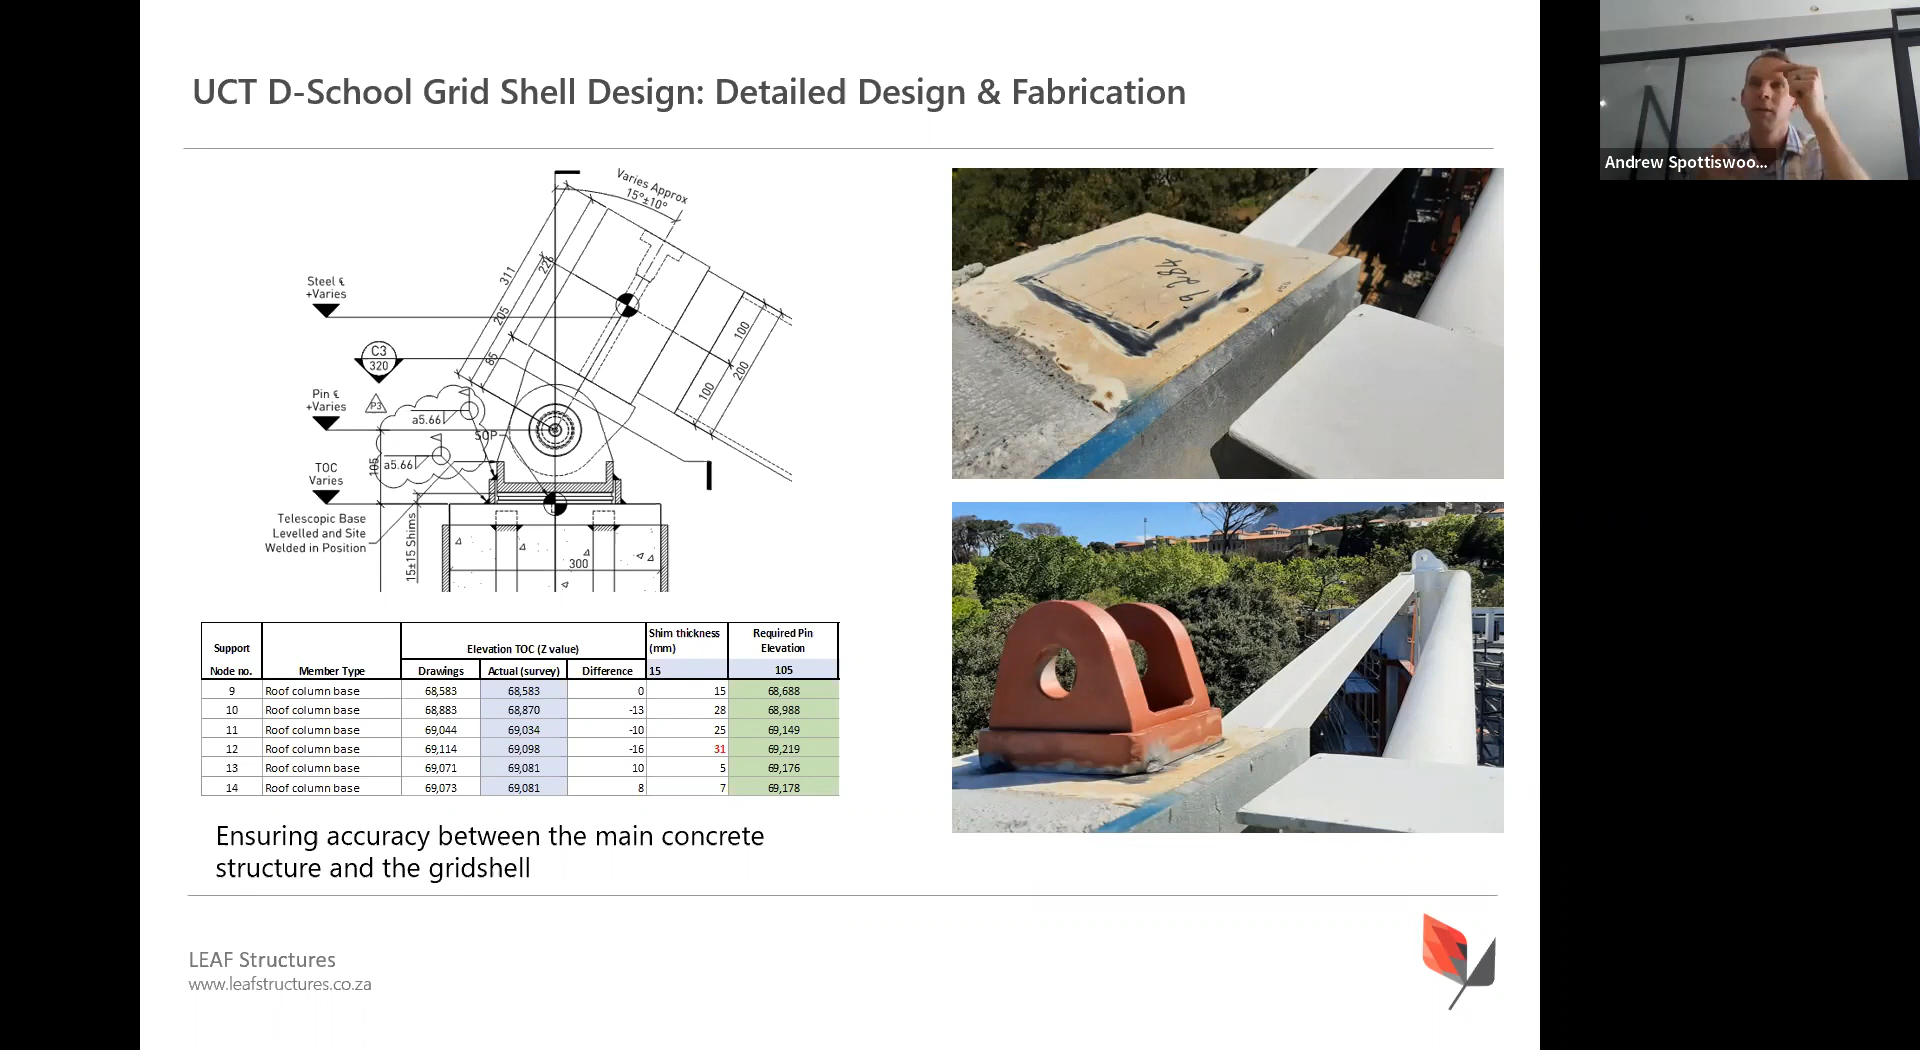 UCT D-School Grid Shell Design: Detailed Design & Fabrication
Andrew Spottiswoo...
Varies Approx
15°±10°
311
226
205
85
100
200
100
Steel ℄
+Varies
C3
320
Pin ℄
+Varies
P3
a5.66
SOP
a5.66
105
TOC
Varies
Telescopic Base
Levelled and Site
Welded in Position
15±15 Shims
300
9284
Support Node no. Member Type Elevation TOC (Z value) Shim thickness (mm) Required Pin Elevation
Drawings Actual (survey) Difference 15 105
9 Roof column base 68,583 68,583 0 15 68,688
10 Roof column base 68,883 68,870 -13 28 68,988
11 Roof column base 69,044 69,034 -10 25 69,149
12 Roof column base 69,114 69,098 -16 31 69,219
13 Roof column base 69,071 69,081 10 5 69,176
14 Roof column base 69,073 69,081 8 7 69,178
Ensuring accuracy between the main concrete
structure and the gridshell
LEAF Structures
www.leafstructures.co.za